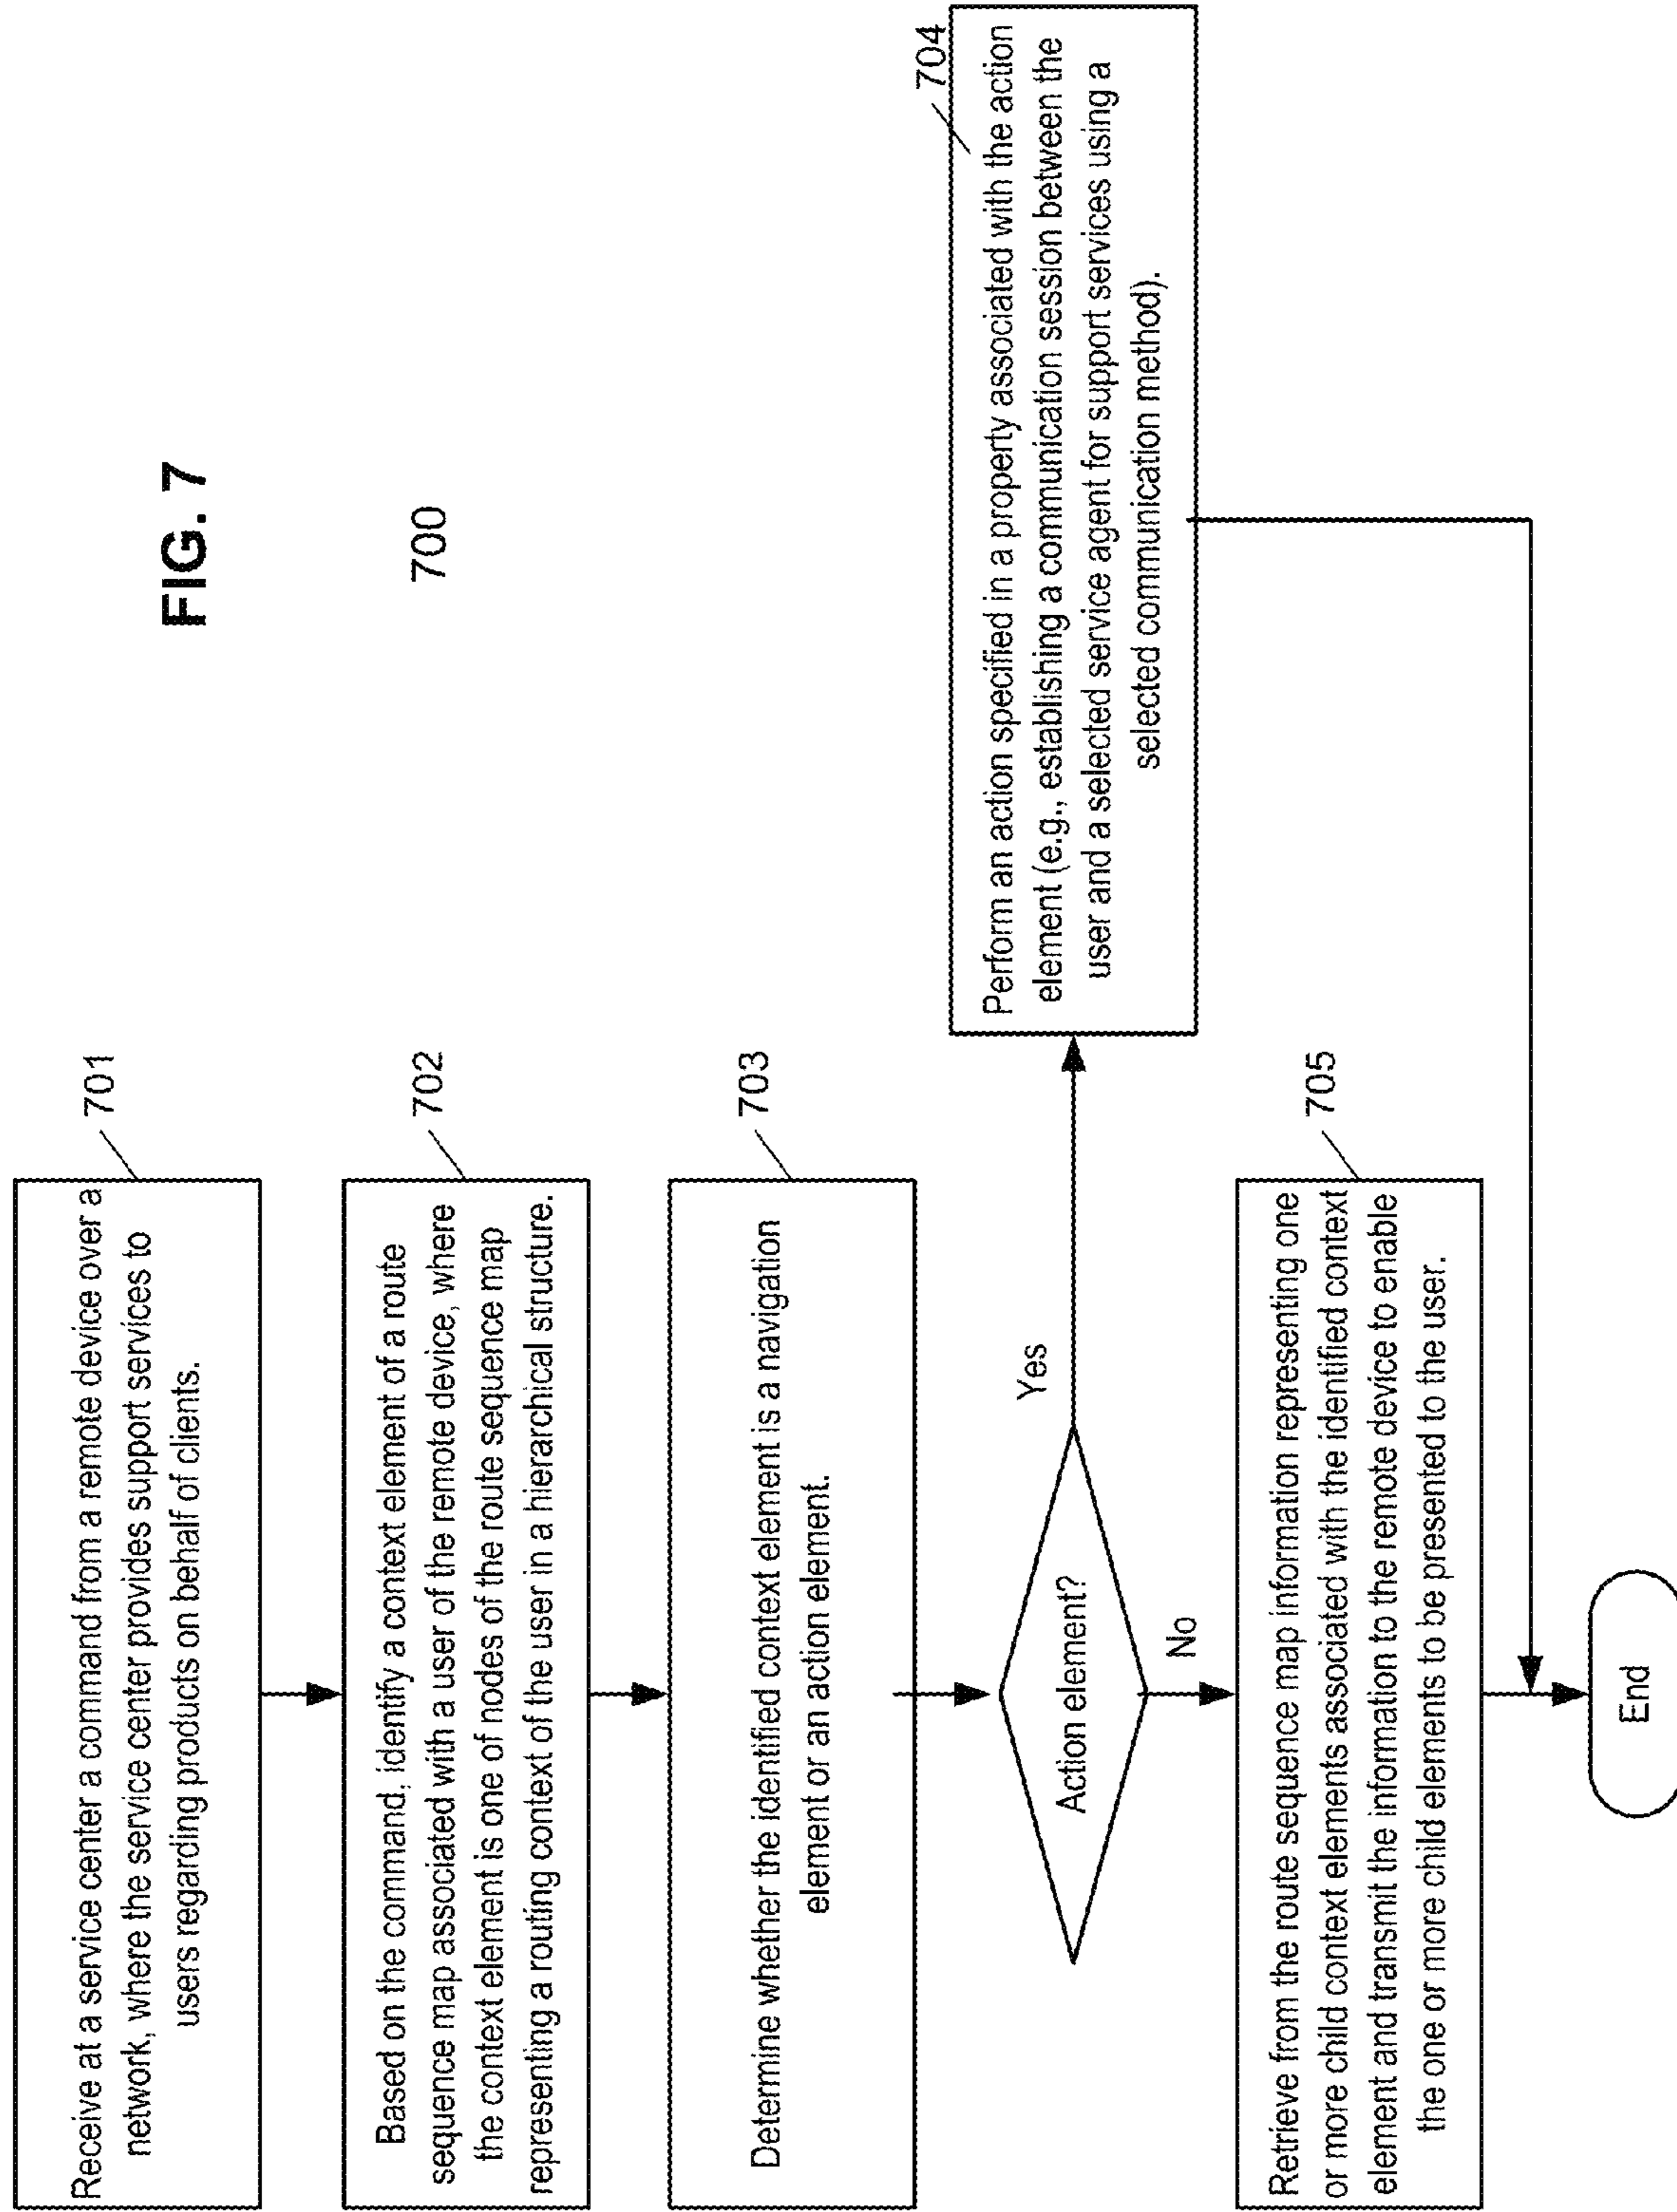 FIG. 7
700
701
Receive at a service center a command from a remote device over a
network, where the service center provides support services to
users regarding products on behalf of clients.
702
Based on the command, identify a context element of a route
sequence map associated with a user of the remote device, where
the context element is one of nodes of the route sequence map
representing a routing context of the user in a hierarchical structure.
703
Determine whether the identified context element is a navigation
element or an action element.
Action element?
Yes
704
Perform an action specified in a property associated with the action
element (e.g., establishing a communication session between the
user and a selected service agent for support services using a
selected communication method).
No
705
Retrieve from the route sequence map information representing one
or more child context elements associated with the identified context
element and transmit the information to the remote device to enable
the one or more child elements to be presented to the user.
End